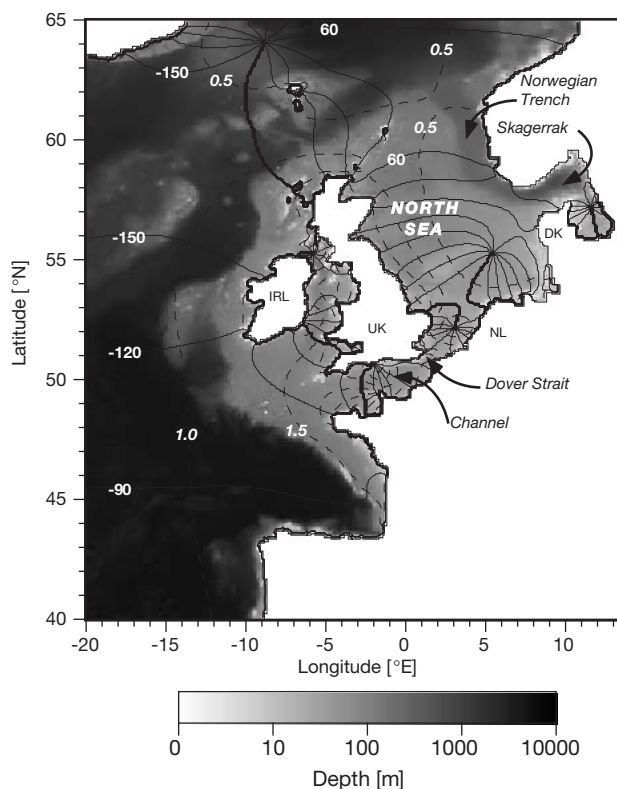 65
60
55
50
45
40
Latitude [°N]
-20
-15
-10
-5
0
5
10
Longitude [°E]
60
0.5
-150
0.5
Norwegian
Trench
Skagerrak
0.5
60
NORTH
SEA
DK
-150
IRL
UK
NL
-120
Dover Strait
Channel
1.0
1.5
-90
0
10
100
1000
10000
Depth [m]